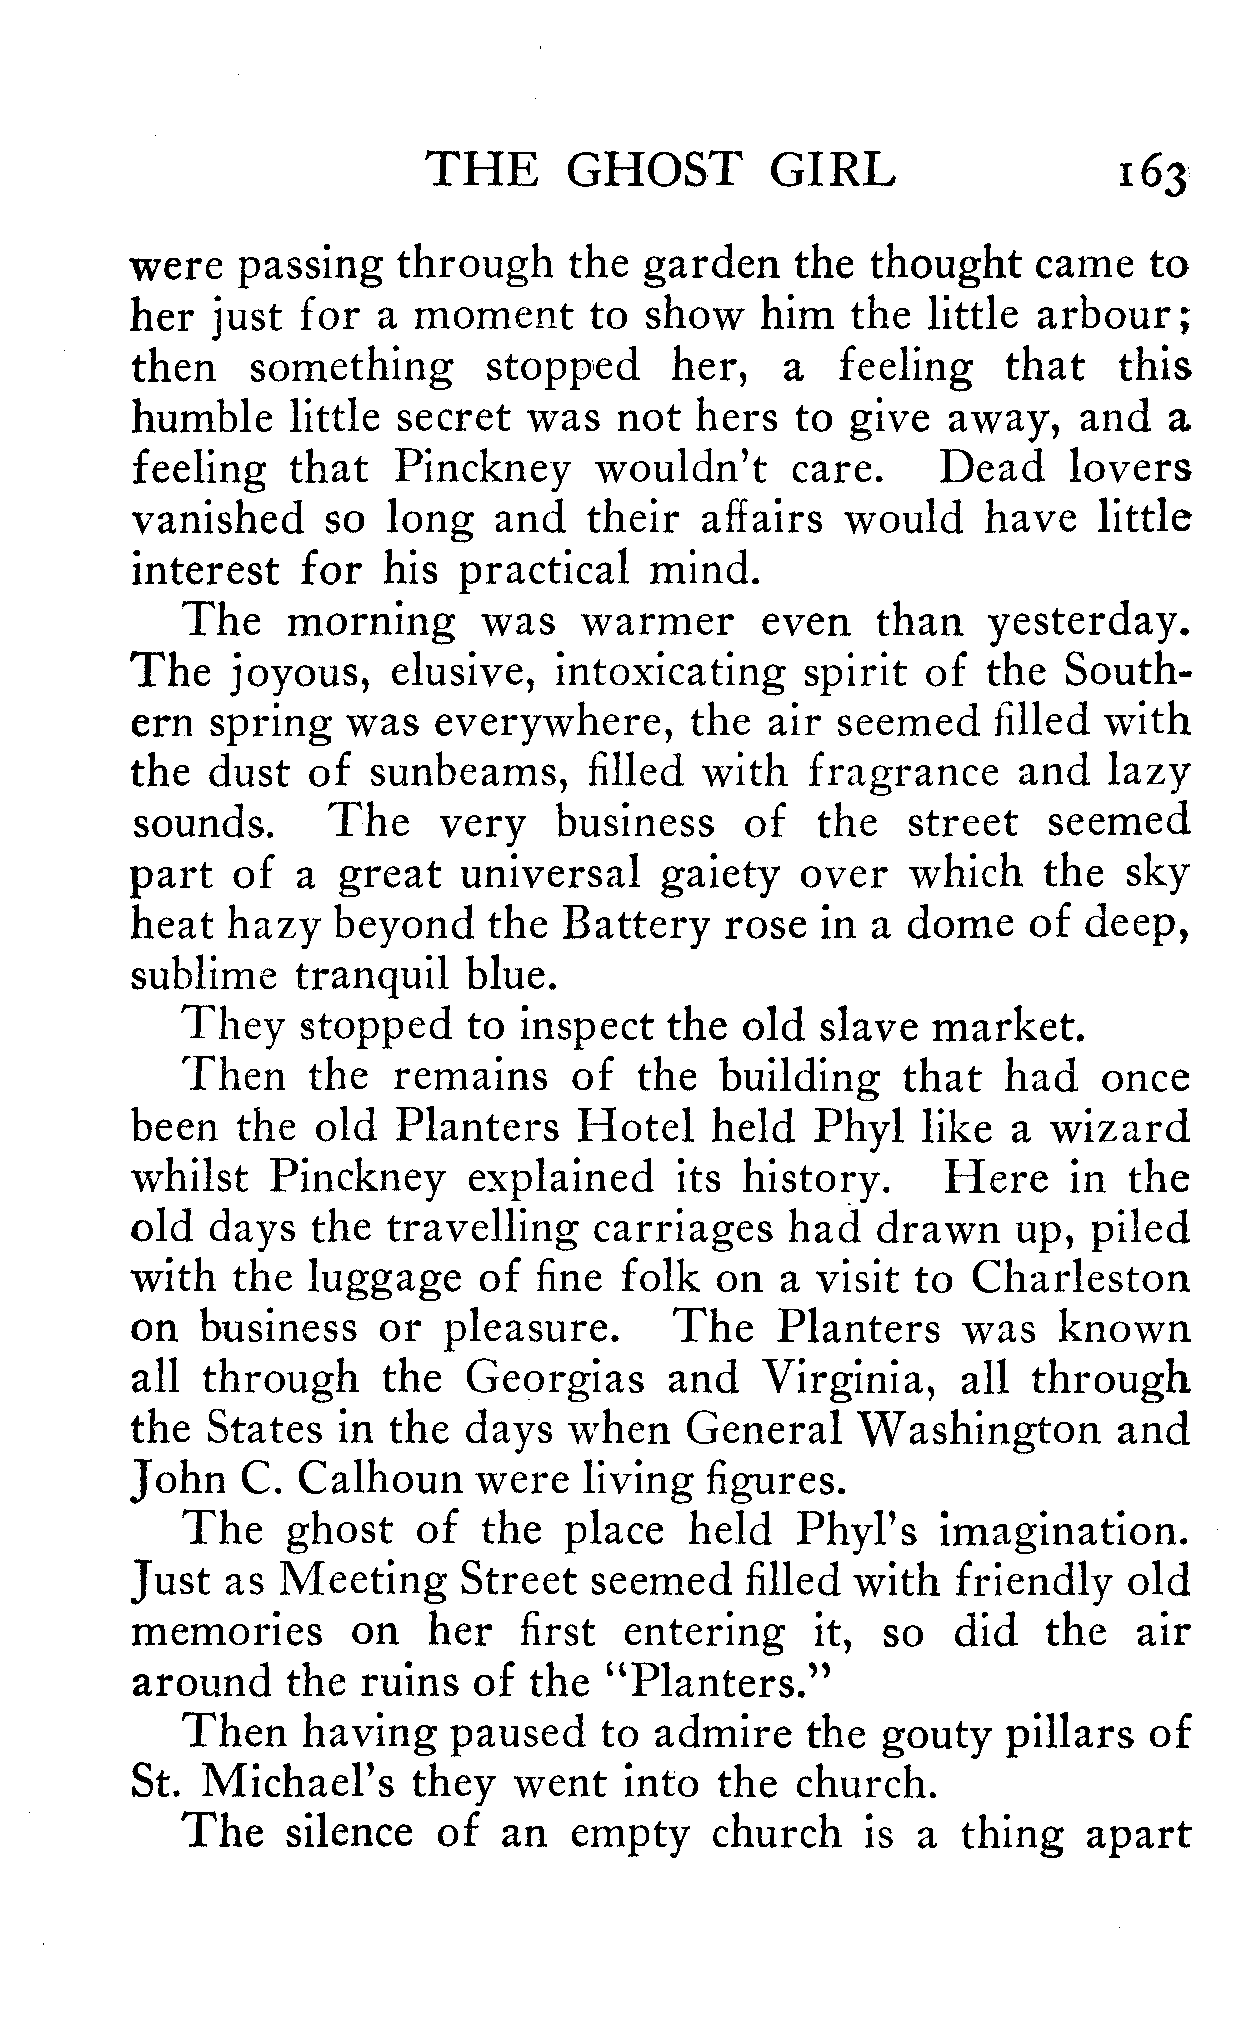 THE GHOST GIRL 163
were passing through the garden the thought came to
her just for a moment to show him the little arbour;
then something stopped her, a feeling that this
humble little secret was not hers to give away, and a
feeling that Pinckney wouldn't care. Dead lovers
vanished so long and their affairs would have little
interest for his practical mind.
The morning was warmer even than yesterday.
The joyous, elusive, intoxicating spirit of the South-
ern spring was everywhere, the air seemed filled with
the dust of sunbeams, filled with fragrance and lazy
sounds. The very business of the street seemed
part of a great universal gaiety over which the sky
heat hazy beyond the Battery rose in a dome of deep,
sublime tranquil blue.
They stopped to inspect the old slave market.
Then the remains of the building that had once
been the old Planters Hotel held Phyl like a wizard
whilst Pinckney explained its history. Here in the
old days the travelling carriages had drawn up, piled
with the luggage of fine folk on a visit to Charleston
on business or pleasure. The Planters was known
all through the Georgias and Virginia, all through
the States in the days when General Washington and
John C. Calhoun were living figures.
The ghost of the place held Phyl's imagination.
Just as Meeting Street seemed filled with friendly old
memories on her first entering it, so did the air
around the ruins of the "Planters."
Then having paused to admire the gouty pillars of
St. Michael's they went into the church.
The silence of an empty church is a thing apart